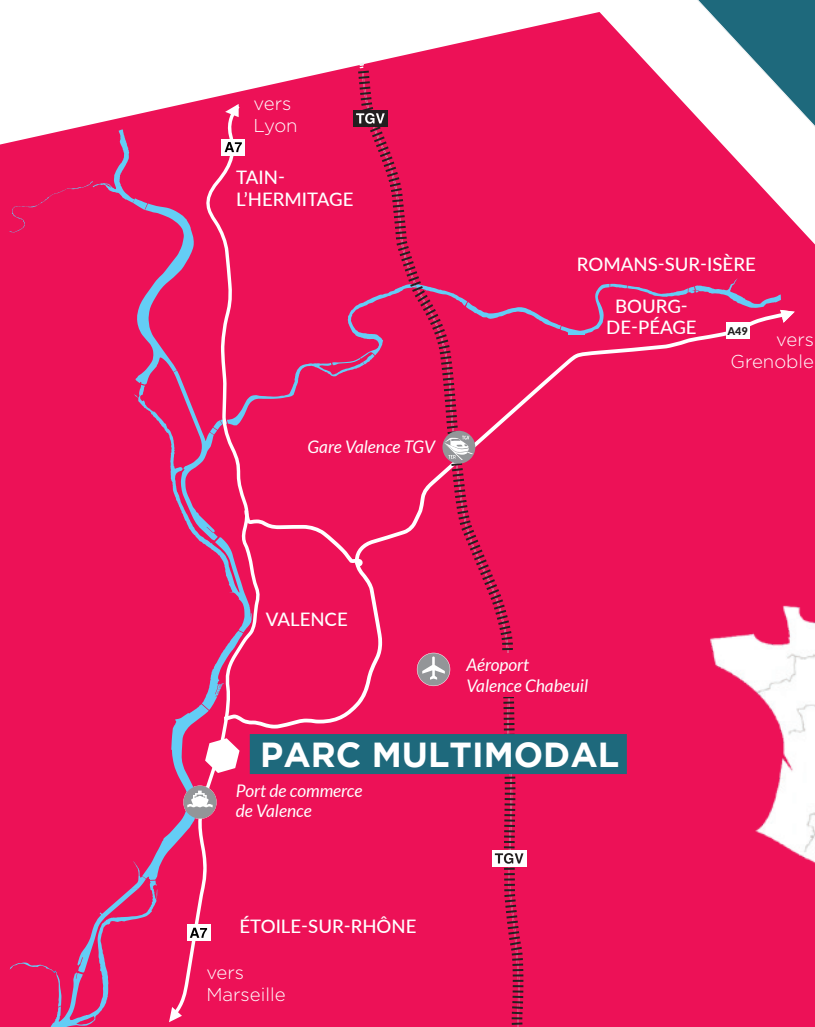 vers
Lyon
TGV
A7
TAIN-
L'HERMITAGE
ROMANS-SUR-ISÈRE
BOURG-
DE-PÉAGE
A49
vers
Grenoble
Gare Valence TGV
VALENCE
Aéroport
Valence Chabeuil
PARC MULTIMODAL
Port de commerce
de Valence
TGV
ÉTOILE-SUR-RHÔNE
A7
vers
Marseille